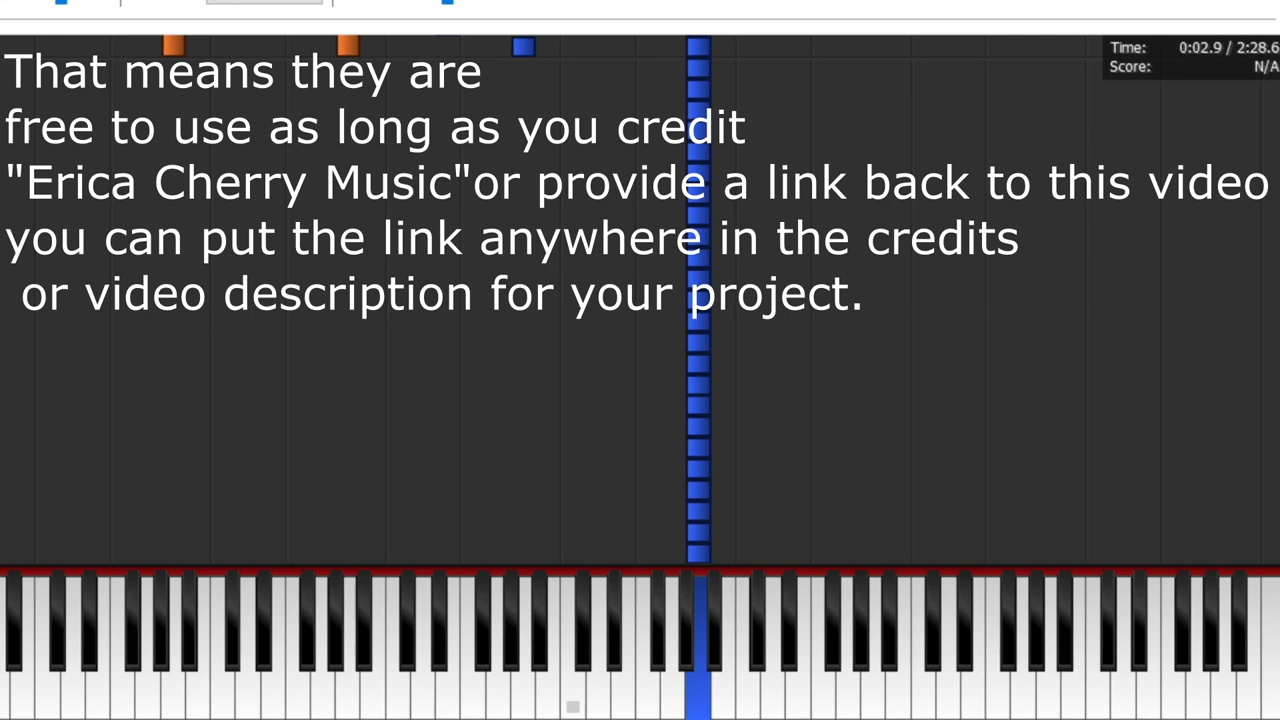 Time: 0:02.9 / 2:28.6
Score: N/A
That means they are
free to use as long as you credit
"Erica Cherry Music"or provide a link back to this video
you can put the link anywhere in the credits
or video description for your project.